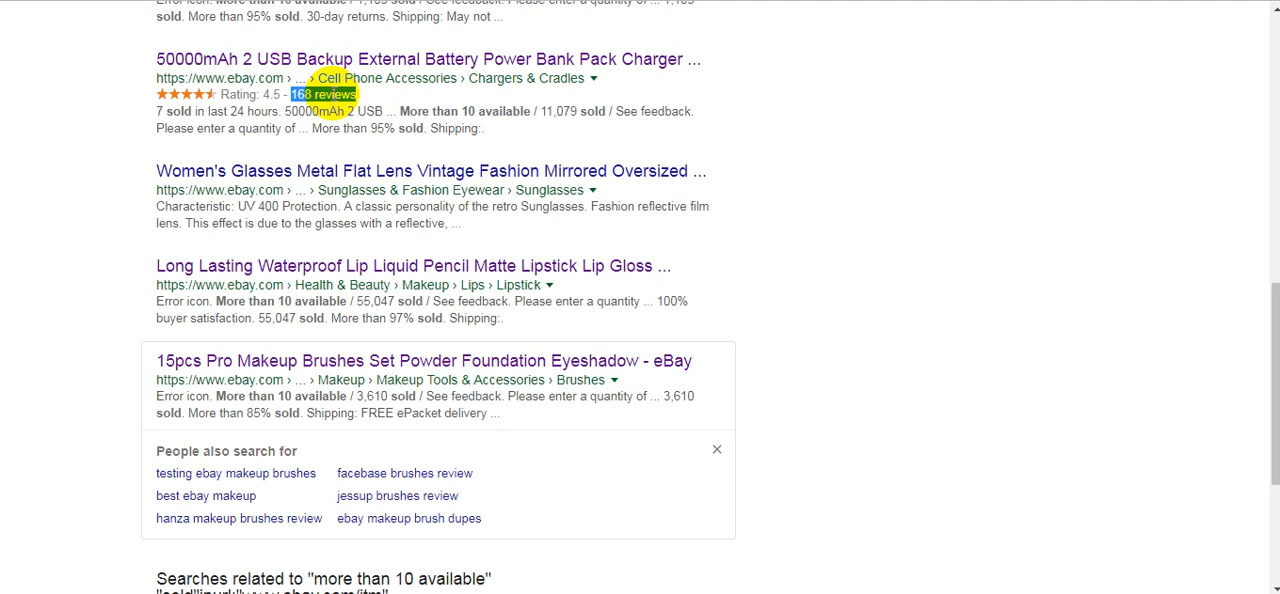 sold. More than 95% sold. 30-day returns. Shipping: May not ...
50000mAh 2 USB Backup External Battery Power Bank Pack Charger ...
https://www.ebay.com › ... › Cell Phone Accessories › Chargers & Cradles
Rating: 4.5 - 168 reviews
7 sold in last 24 hours. 50000mAh 2 USB ... More than 10 available / 11,079 sold / See feedback.
Please enter a quantity of ... More than 95% sold. Shipping:.
Women's Glasses Metal Flat Lens Vintage Fashion Mirrored Oversized ...
https://www.ebay.com › ... › Sunglasses & Fashion Eyewear › Sunglasses
Characteristic: UV 400 Protection. A classic personality of the retro Sunglasses. Fashion reflective film
lens. This effect is due to the glasses with a reflective, ...
Long Lasting Waterproof Lip Liquid Pencil Matte Lipstick Lip Gloss ...
https://www.ebay.com › Health & Beauty › Makeup › Lips › Lipstick
Error icon. More than 10 available / 55,047 sold / See feedback. Please enter a quantity ... 100%
buyer satisfaction. 55,047 sold. More than 97% sold. Shipping:.
15pcs Pro Makeup Brushes Set Powder Foundation Eyeshadow - eBay
https://www.ebay.com › ... › Makeup › Makeup Tools & Accessories › Brushes
Error icon. More than 10 available / 3,610 sold / See feedback. Please enter a quantity of ... 3,610
sold. More than 85% sold. Shipping: FREE ePacket delivery ...
People also search for
testing ebay makeup brushes facebase brushes review
best ebay makeup jessup brushes review
hanza makeup brushes review ebay makeup brush dupes
Searches related to "more than 10 available"